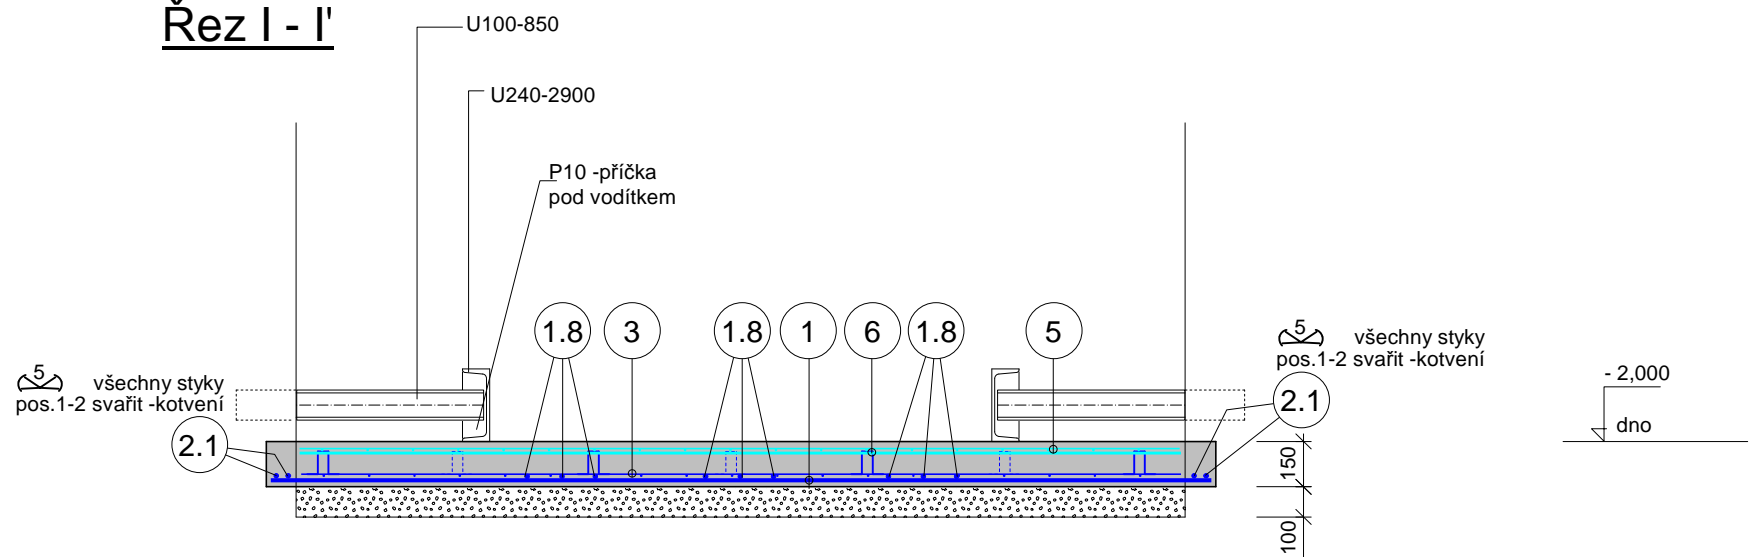 Řez I - I'
U100-850
U240-2900
P10 -příčka
pod vodítkem
1.8
3
1.8
1
6
1.8
5
5
všechny styky
pos.1-2 svařit -kotvení
2.1
5
všechny styky
pos.1-2 svařit -kotvení
2.1
- 2,000
dno
150
100